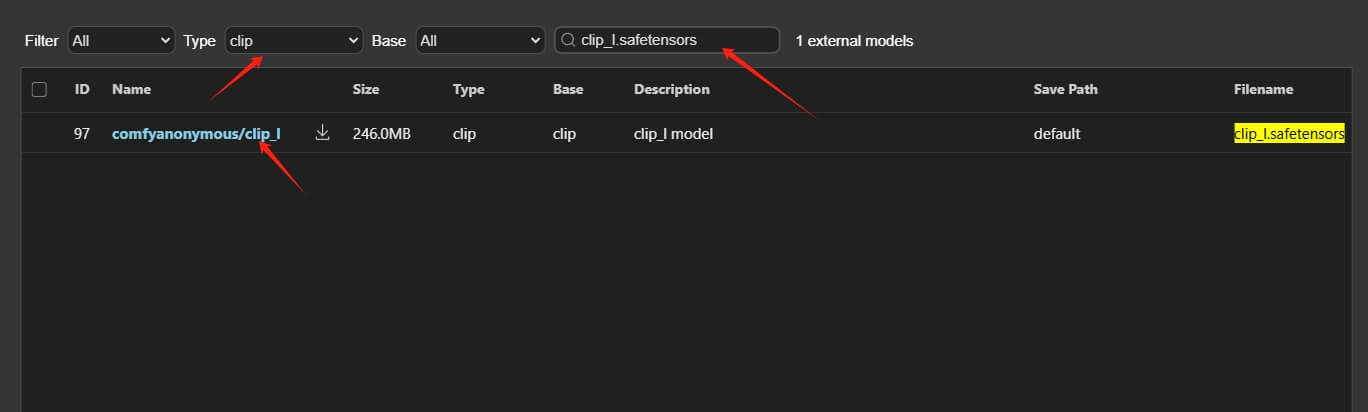 Filter All Type clip Base All clip_l.safetensors 1 external models
ID Name Size Type Base Description Save Path Filename
97 comfyanonymous/clip_l 246.0MB clip clip clip_l model default clip_l.safetensors